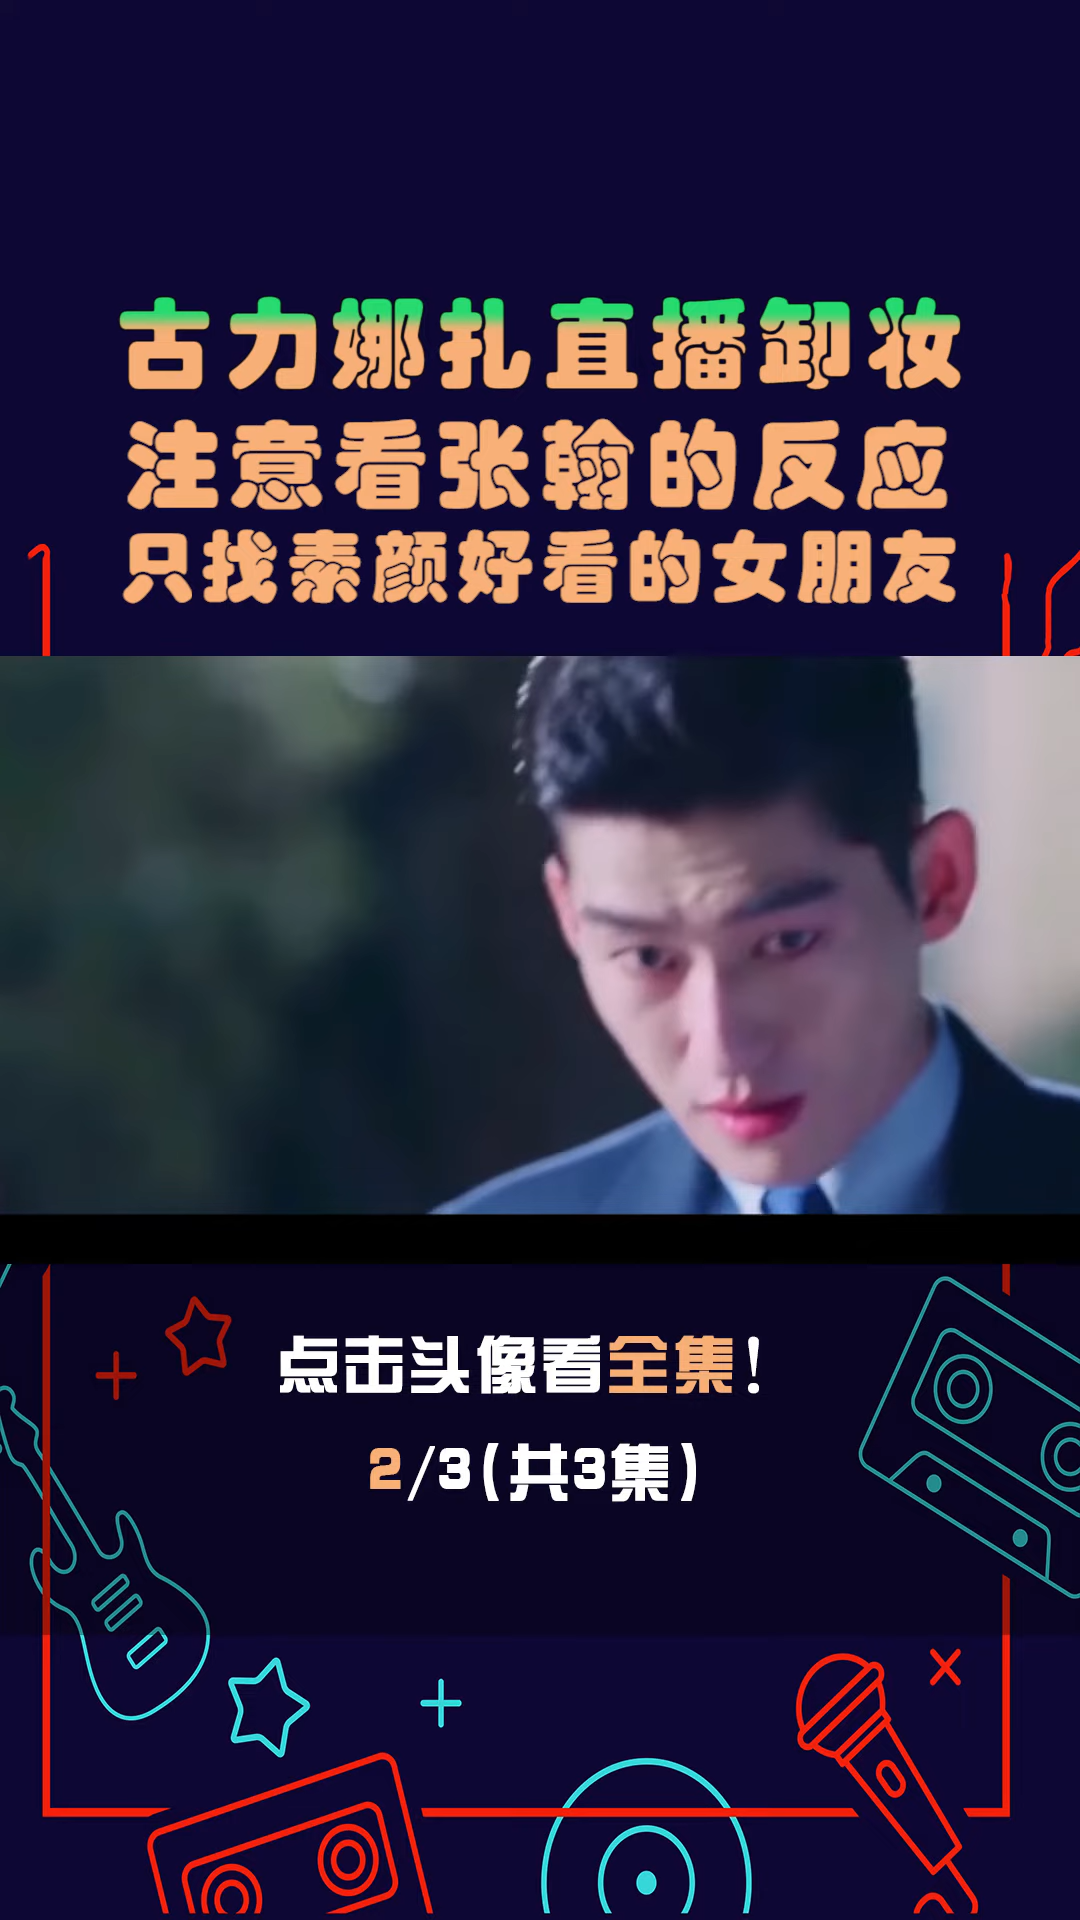 古力娜扎直播卸妆
注意看张翰的反应
只找素颜好看的女朋友
点击头像看全集!
2/3(共3集)